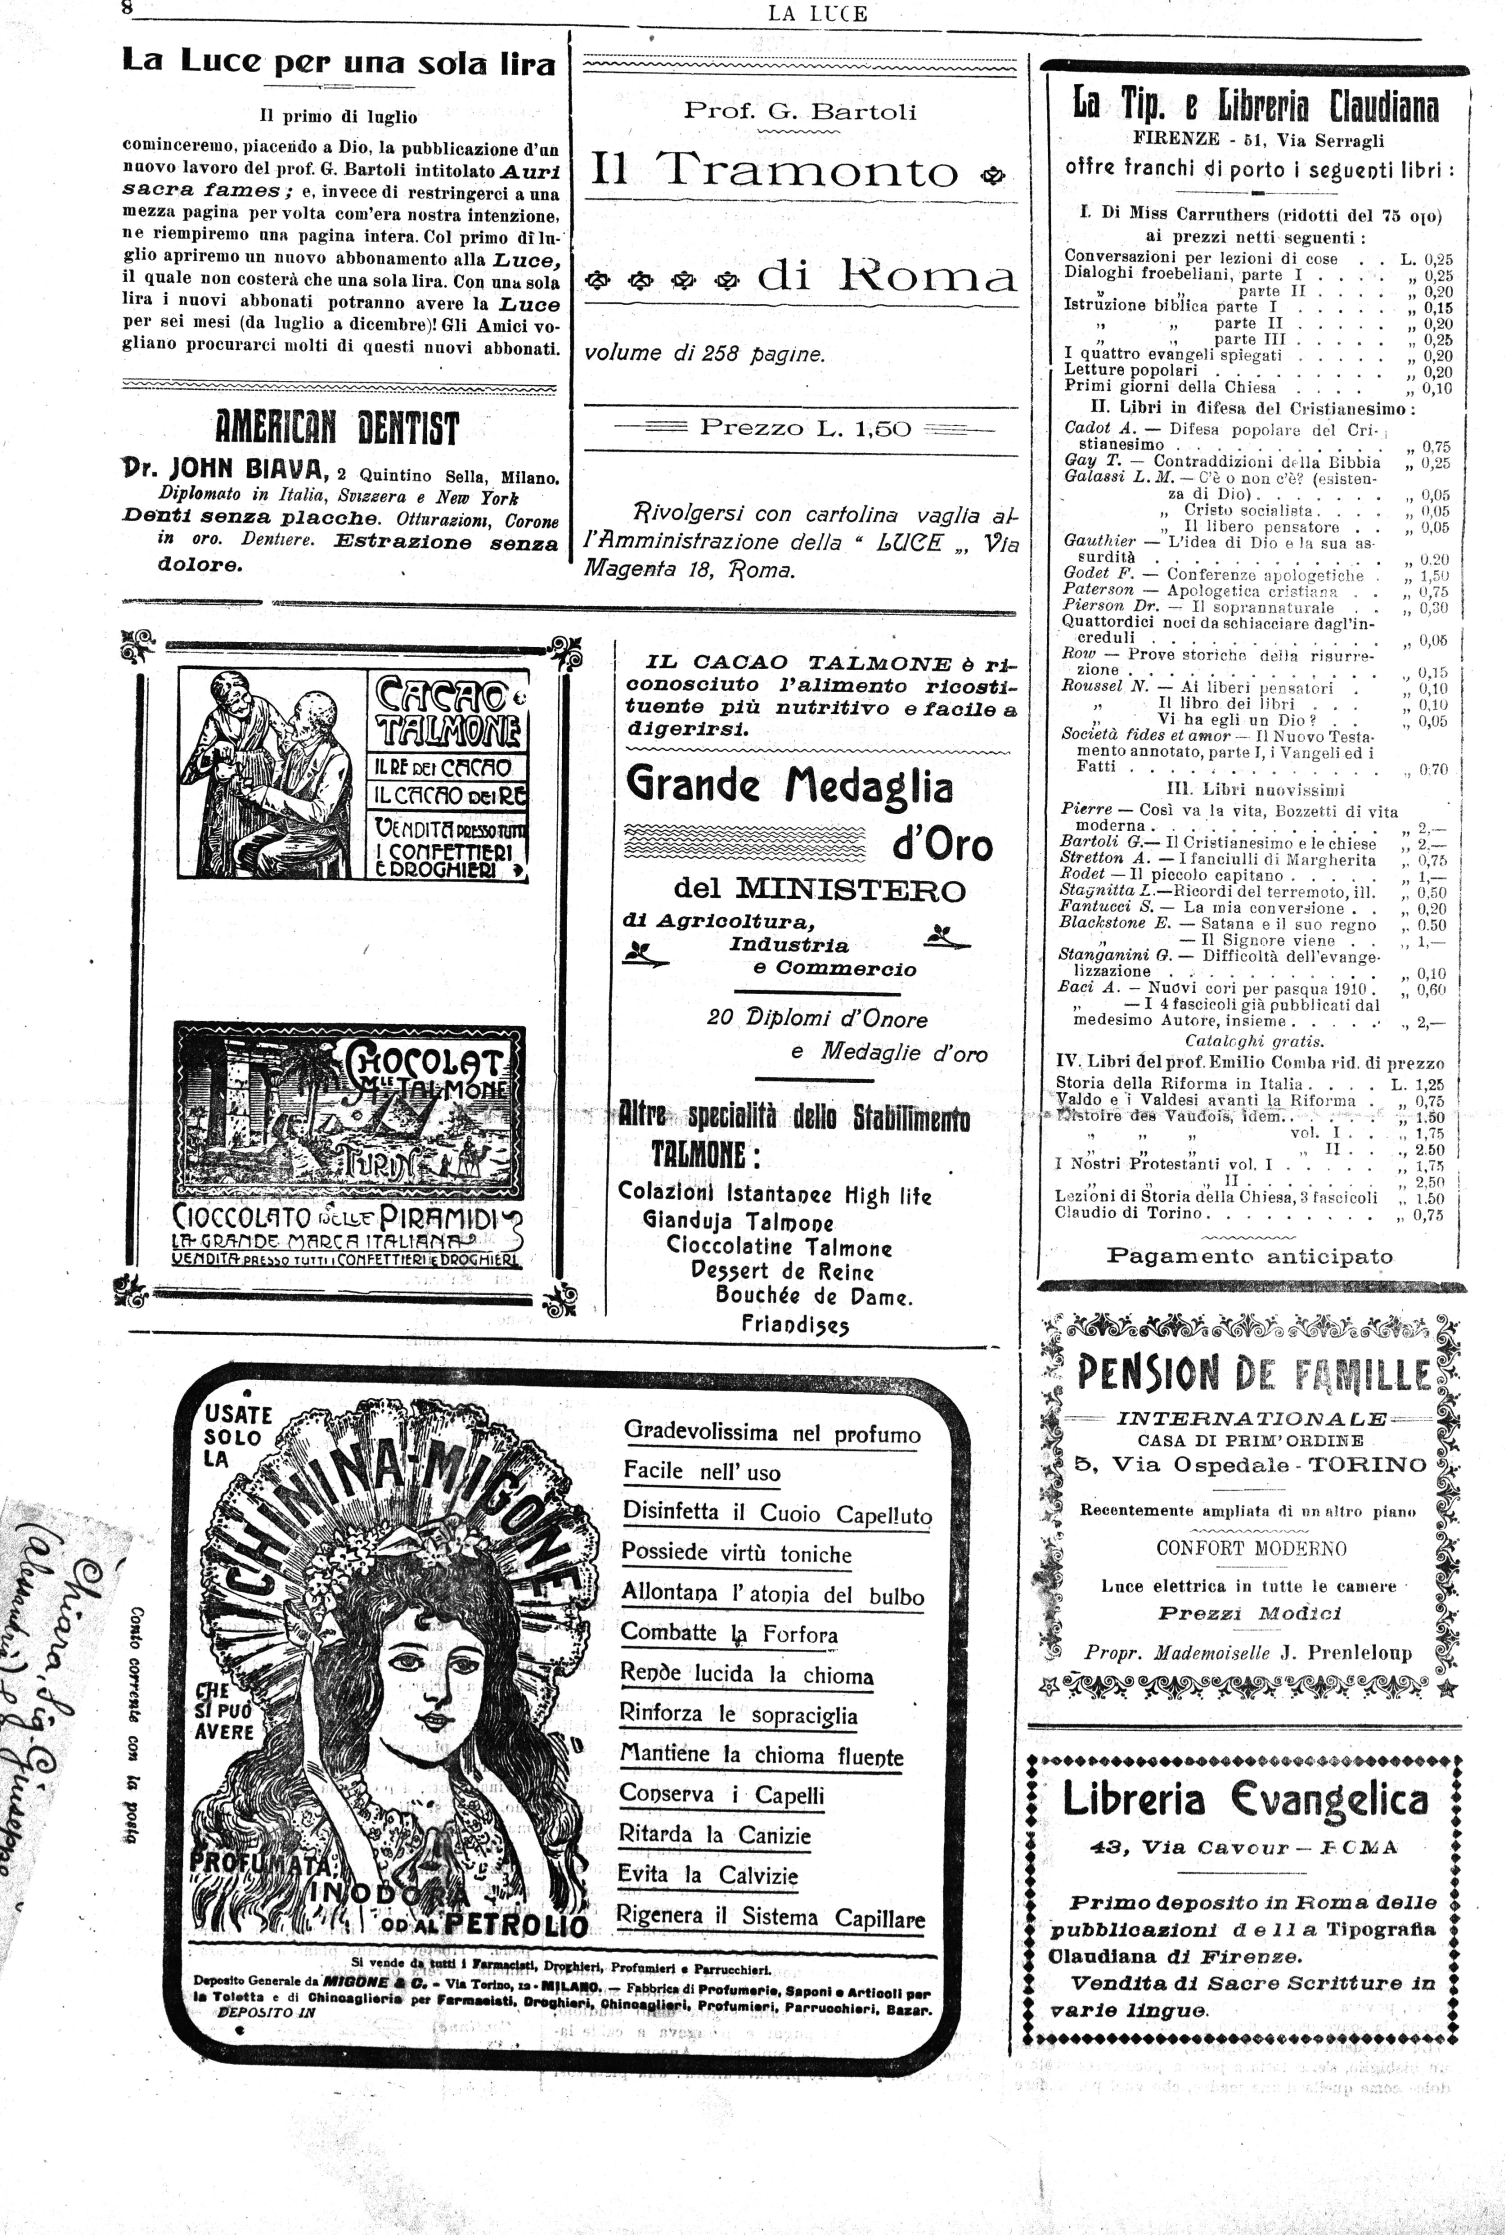 8
LA LUCE
La Luce per una sola lira
Il primo di luglio
cominceremo, piacendo a Dio, la pubblicazione d'un
nuovo lavoro del prof. G. Bartoli intitolato Auri
sacra fames; e, invece di restringerci a una
mezza pagina per volta com'era nostra intenzione,
ne riempiremo una pagina intera. Col primo di lu-
glio apriremo un nuovo abbonamento alla Luce,
il quale non costerà che una sola lira. Con una sola
lira i nuovi abbonati potranno avere la Luce
per sei mesi (da luglio a dicembre)! Gli Amici vo-
gliano procurarci molti di questi nuovi abbonati.
AMERICAN DENTIST
Dr. JOHN BIAVA, 2 Quintino Sella, Milano.
Diplomato in Italia, Svizzera e New York
Denti senza placche. Otturazioni, Corone
in oro. Dentiere. Estrazione senza
dolore.
Prof. G. Bartoli
Il Tramonto
di Roma
volume di 258 pagine.
Prezzo L. 1,50
Rivolgersi con cartolina vaglia al-
l'Amministrazione della “ LUCE „, Via
Magenta 18, Roma.
CACAO
TALMONE
IL RE DEI CACAO
IL CACAO DEI RE
VENDITA PRESSO TUTTI
I CONFETTIERI
E DROGHIERI
CHOCOLAT
MLLE TALMONE
TURIN
CIOCCOLATO DELLE PIRAMIDI
LA GRANDE MARCA ITALIANA
VENDITA PRESSO TUTTI I CONFETTIERI E DROGHIERI
IL CACAO TALMONE è ri-
conosciuto l'alimento ricosti-
tuente più nutritivo e facile a
digerirsi.
Grande Medaglia
d'Oro
del MINISTERO
di Agricoltura,
Industria
e Commercio
20 Diplomi d'Onore
e Medaglie d'oro
Altre specialità dello Stabilimento
TALMONE :
Colazioni Istantanee High life
Gianduja Talmone
Cioccolatine Talmone
Dessert de Reine
Bouchée de Dame.
Friandises
USATE
SOLO
LA
CHININA-MIGONE
CHE
SI PUÒ
AVERE
PROFUMATA
INODORA
OD AL PETROLIO
Gradevolissima nel profumo
Facile nell' uso
Disinfetta il Cuoio Capelluto
Possiede virtù toniche
Allontana l' atonia del bulbo
Combatte la Forfora
Rende lucida la chioma
Rinforza le sopraciglia
Mantiene la chioma fluente
Conserva i Capelli
Ritarda la Canizie
Evita la Calvizie
Rigenera il Sistema Capillare
Si vende da tutti i Farmacisti, Droghieri, Profumieri e Parrucchieri.
Deposito Generale da MIGONE & C. - Via Torino, 12 - MILANO. — Fabbrica di Profumerie, Saponi e Articoli per
la Toletta e di Chincaglieria per Farmacisti, Droghieri, Chincaglieri, Profumieri, Parrucchieri, Bazar.
DEPOSITO IN
Conto corrente con la posta
Chiara, Sig. G.
Giuseppe
La Tip. e Libreria Claudiana
FIRENZE - 51, Via Serragli
offre franchi di porto i seguenti libri :
I. Di Miss Carruthers (ridotti del 75 o[o)
ai prezzi netti seguenti :
Conversazioni per lezioni di cose . . L. 0,25
Dialoghi froebeliani, parte I . . . . „ 0,25
„ „ parte II . . . . „ 0,20
Istruzione biblica parte I . . . . . „ 0,15
„ „ parte II . . . . . „ 0,20
„ „ parte III . . . . . „ 0,25
I quattro evangeli spiegati . . . . . „ 0,20
Letture popolari . . . . . . . . . „ 0,20
Primi giorni della Chiesa . . . . „ 0,10
II. Libri in difesa del Cristianesimo :
Cadot A. — Difesa popolare del Cri-
stianesimo . . . . . . . . . . . „ 0,75
Gay T. — Contraddizioni della Bibbia „ 0,25
Galassi L. M. — C'è o non c'è? (esisten-
za di Dio). . . . . . . . „ 0,05
„ Cristo socialista. . . . „ 0,05
„ Il libero pensatore . . „ 0,05
Gauthier — L'idea di Dio e la sua as-
surdità . . . . . . . . . . . . „ 0.20
Godet F. — Conferenze apologetiche . „ 1,50
Paterson — Apologetica cristiana . . „ 0,75
Pierson Dr. — Il soprannaturale . . „ 0,30
Quattordici noci da schiacciare dagl'in-
creduli . . . . . . . . . . . . „ 0,05
Row — Prove storiche della risurre-
zione . . . . . . . . . . . . . „ 0,15
Roussel N. — Ai liberi pensatori . „ 0,10
„ Il libro dei libri . . . „ 0,10
„ Vi ha egli un Dio ? . . „ 0,05
Società fides et amor — Il Nuovo Testa-
mento annotato, parte I, i Vangeli ed i
Fatti . . . . . . . . . . . . . „ 0.70
III. Libri nuovissimi
Pierre — Così va la vita, Bozzetti di vita
moderna . . . . . . . . . . . . „ 2.—
Bartoli G.— Il Cristianesimo e le chiese „ 2.—
Stretton A. — I fanciulli di Margherita „ 0,75
Rodet — Il piccolo capitano . . . . . „ 1,—
Stagnitta L.—Ricordi del terremoto, ill. „ 0,50
Fantucci S. — La mia conversione . . „ 0,20
Blackstone E. — Satana e il suo regno „ 0.50
„ — Il Signore viene . . „ 1,—
Stanganini G. — Difficoltà dell'evange-
lizzazione . . . . . . . . . . . „ 0,10
Baci A. — Nuovi cori per pasqua 1910 . „ 0,60
„ — I 4 fascicoli già pubblicati dal
medesimo Autore, insieme . . . . . „ 2,—
Cataloghi gratis.
IV. Libri del prof. Emilio Comba rid. di prezzo
Storia della Riforma in Italia . . . . L. 1,25
Valdo e i Valdesi avanti la Riforma . „ 0,75
Histoire des Vaudois, idem. . . . . . „ 1.50
„ „ „ vol. I . . „ 1,75
„ „ „ „ II . . „ 2.50
I Nostri Protestanti vol. I . . . . . „ 1,75
„ „ „ II . . . . . „ 2,50
Lezioni di Storia della Chiesa, 3 fascicoli „ 1.50
Claudio di Torino . . . . . . . . . „ 0,75
Pagamento anticipato
PENSION DE FAMILLE
INTERNATIONALE
CASA DI PRIM'ORDINE
5, Via Ospedale - TORINO
Recentemente ampliata di un altro piano
CONFORT MODERNO
Luce elettrica in tutte le camere
Prezzi Modici
Propr. Mademoiselle J. Prenleloup
Libreria Evangelica
43, Via Cavour — ROMA
Primo deposito in Roma delle
pubblicazioni della Tipografia
Claudiana di Firenze.
Vendita di Sacre Scritture in
varie lingue.